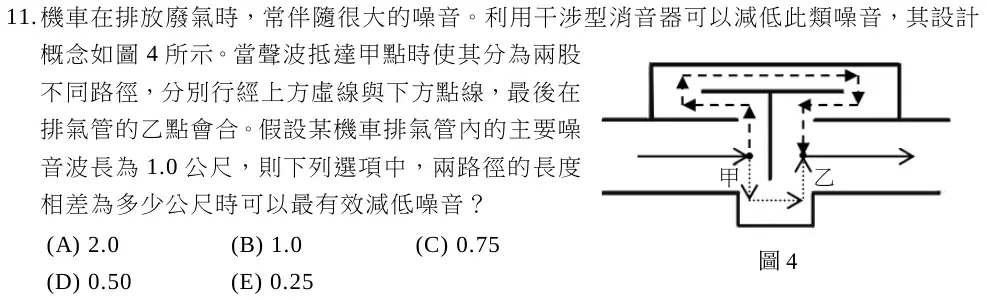 11.機車在排放廢氣時，常伴隨很大的噪音。利用干涉型消音器可以減低此類噪音，其設計
概念如圖 4 所示。當聲波抵達甲點時使其分為兩股
不同路徑，分別行經上方虛線與下方點線，最後在
排氣管的乙點會合。假設某機車排氣管內的主要噪
音波長為 1.0 公尺，則下列選項中，兩路徑的長度
相差為多少公尺時可以最有效減低噪音？
(A) 2.0 (B) 1.0 (C) 0.75
(D) 0.50 (E) 0.25
甲 乙
圖 4